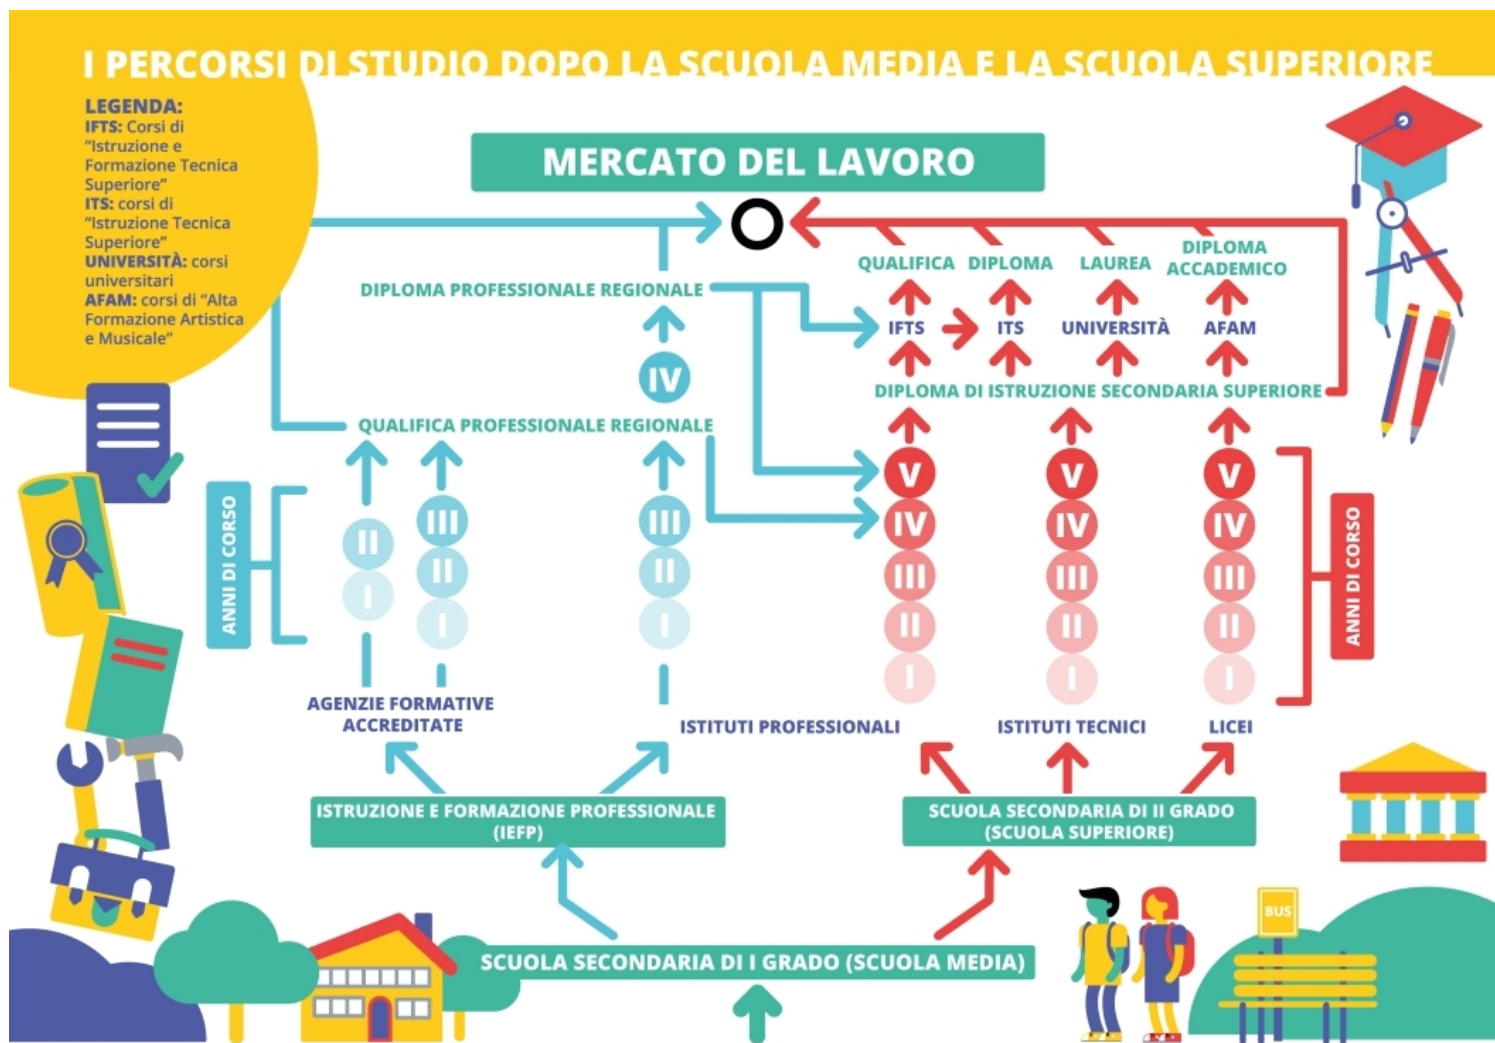 I PERCORSI DI STUDIO DOPO LA SCUOLA MEDIA E LA SCUOLA SUPERIORE
LEGENDA:
IFTS: Corsi di
"Istruzione e
Formazione Tecnica
Superiore"
ITS: corsi di
"Istruzione Tecnica
Superiore"
UNIVERSITÀ: corsi
universitari
AFAM: corsi di "Alta
Formazione Artistica
e Musicale"
MERCATO DEL LAVORO
QUALIFICA
DIPLOMA
LAUREA
DIPLOMA
ACCADEMICO
DIPLOMA PROFESSIONALE REGIONALE
IFTS
ITS
UNIVERSITÀ
AFAM
IV
DIPLOMA DI ISTRUZIONE SECONDARIA SUPERIORE
QUALIFICA PROFESSIONALE REGIONALE
ANNI DI CORSO
II
I
III
II
I
III
II
I
V
IV
III
II
I
V
IV
III
II
I
V
IV
III
II
I
ANNI DI CORSO
AGENZIE FORMATIVE
ACCREDITATE
ISTITUTI PROFESSIONALI
ISTITUTI TECNICI
LICEI
ISTRUZIONE E FORMAZIONE PROFESSIONALE
(IEFP)
SCUOLA SECONDARIA DI II GRADO
(SCUOLA SUPERIORE)
BUS
SCUOLA SECONDARIA DI I GRADO (SCUOLA MEDIA)